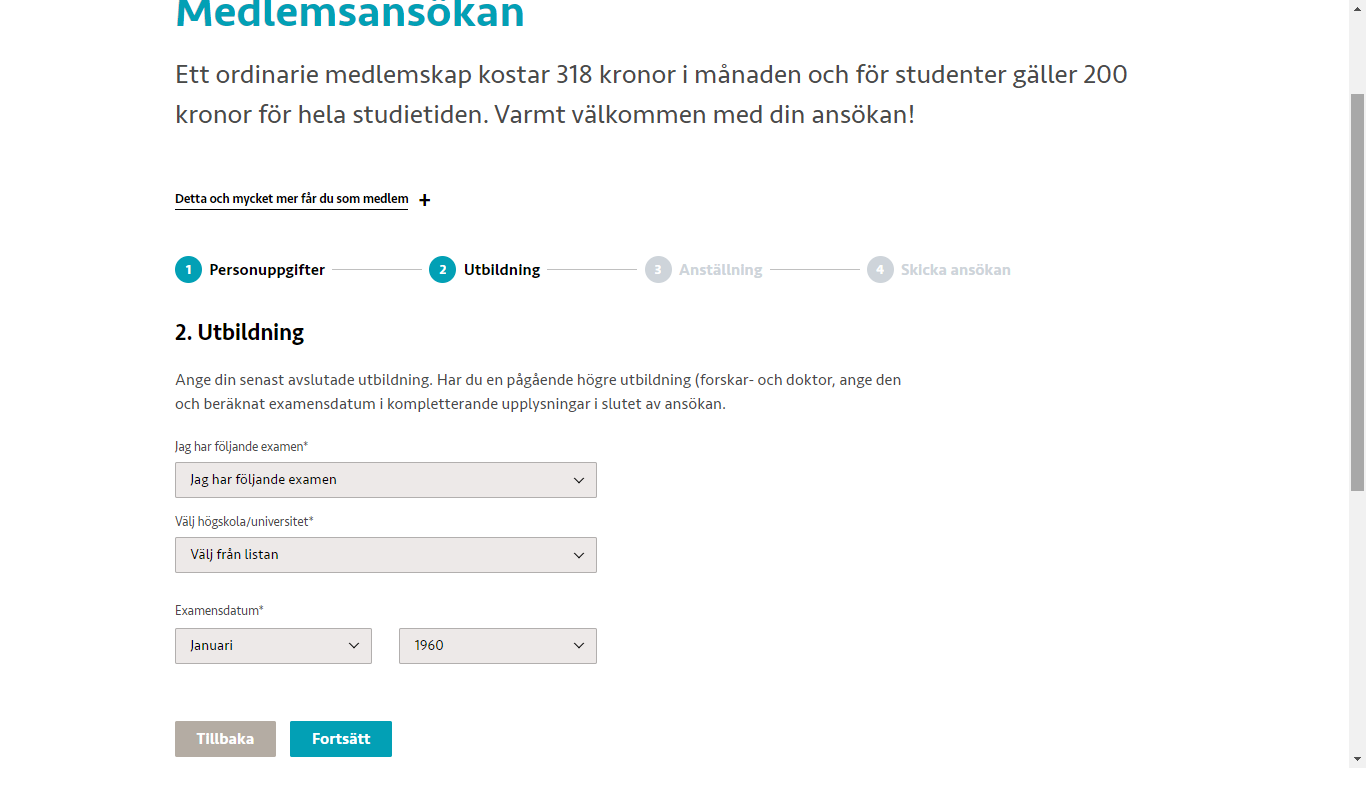 Medlemsansökan
Ett ordinarie medlemskap kostar 318 kronor i månaden och för studenter gäller 200
kronor för hela studietiden. Varmt välkommen med din ansökan!
Detta och mycket mer får du som medlem +
1 Personuppgifter 2 Utbildning 3 Anställning 4 Skicka ansökan
2. Utbildning
Ange din senast avslutade utbildning. Har du en pågående högre utbildning (forskar- och doktor, ange den
och beräknat examensdatum i kompletterande upplysningar i slutet av ansökan.
Jag har följande examen*
Jag har följande examen
Välj högskola/universitet*
Välj från listan
Examensdatum*
Januari 1960
Tillbaka Fortsätt